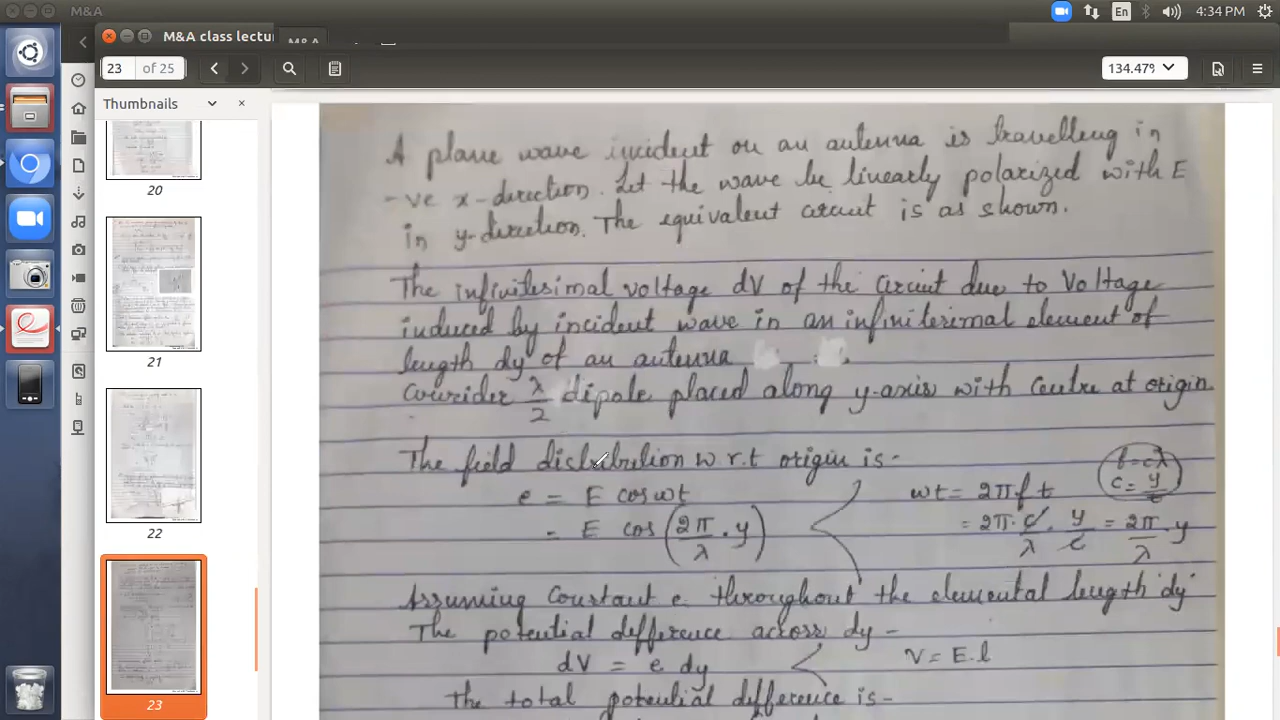 M&A
En
4:34 PM
M&A class lectu
M&A
23 of 25
134.47%
Thumbnails
20
21
22
23
A plane wave incident on an antenna is travelleng in
-ve x-direction. Let the wave be linearly polarized with E
in y-direction. The equivalent circuit is as shown.
The infinitesimal voltage dV of the circuit due to Voltage
induced by incident wave in an infinitesimal element of
length dy of an antenna
Consider λ/2 dipole placed along y-axis with Centre at origin
The field distribution w.r.t origin is-
e = E cos wt
= E cos (2π/λ . y)
wt = 2πft
= 2π. c/λ . y/c = 2π/λ y
c = y/t
Assuming Constant e throughout the elemental length 'dy'
The potential difference across dy -
dV = e dy
V = E.l
The total potential difference is-